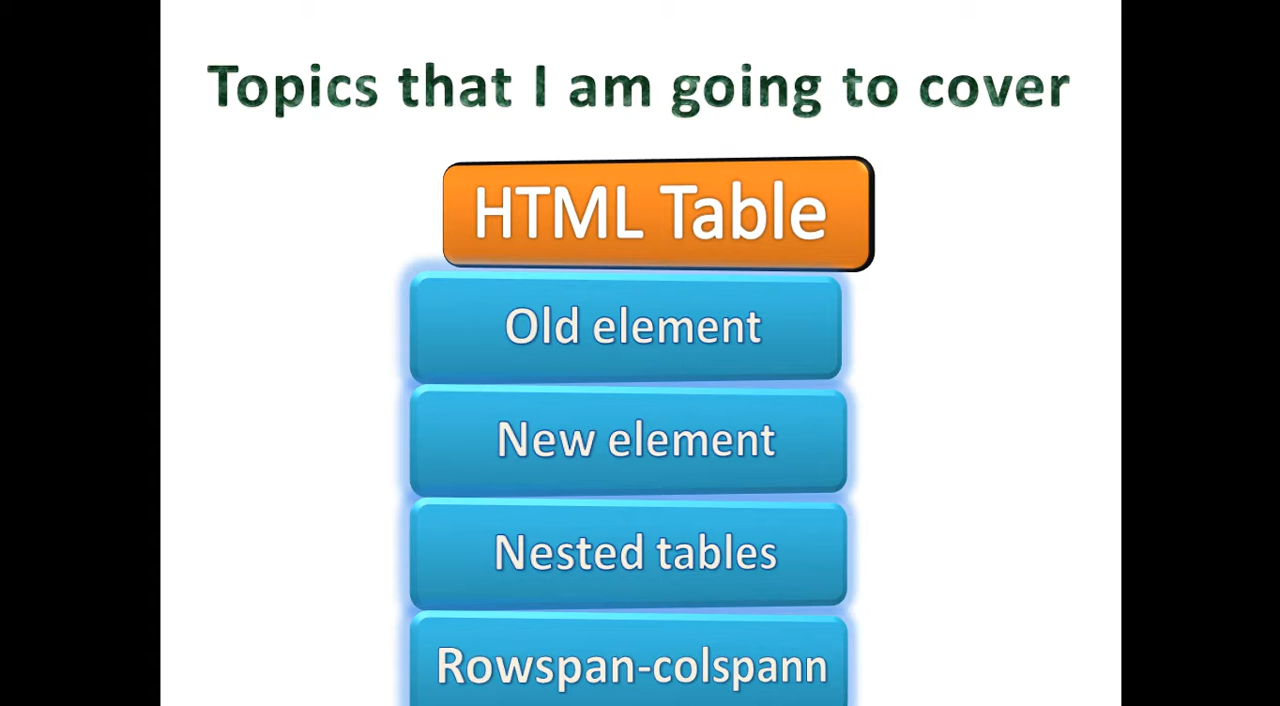 Topics that I am going to cover
HTML Table
Old element
New element
Nested tables
Rowspan-colspann